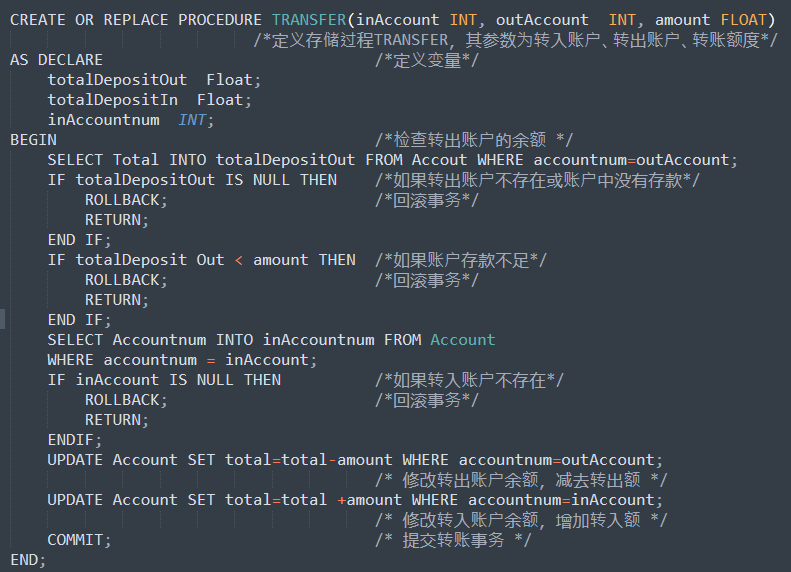 CREATE OR REPLACE PROCEDURE TRANSFER(inAccount INT, outAccount  INT, amount FLOAT)
/*定义存储过程TRANSFER，其参数为转入账户、转出账户、转账额度*/
AS DECLARE /*定义变量*/
totalDepositOut  Float;
totalDepositIn  Float;
inAccountnum  INT;
BEGIN /*检查转出账户的余额 */
SELECT Total INTO totalDepositOut FROM Accout WHERE accountnum=outAccount;
IF totalDepositOut IS NULL THEN /*如果转出账户不存在或账户中没有存款*/
ROLLBACK; /*回滚事务*/
RETURN;
END IF;
IF totalDeposit Out < amount THEN /*如果账户存款不足*/
ROLLBACK; /*回滚事务*/
RETURN;
END IF;
SELECT Accountnum INTO inAccountnum FROM Account
WHERE accountnum = inAccount;
IF inAccount IS NULL THEN /*如果转入账户不存在*/
ROLLBACK; /*回滚事务*/
RETURN;
ENDIF;
UPDATE Account SET total=total-amount WHERE accountnum=outAccount;
/* 修改转出账户余额，减去转出额 */
UPDATE Account SET total=total +amount WHERE accountnum=inAccount;
/* 修改转入账户余额，增加转入额 */
COMMIT; /* 提交转账事务 */
END;